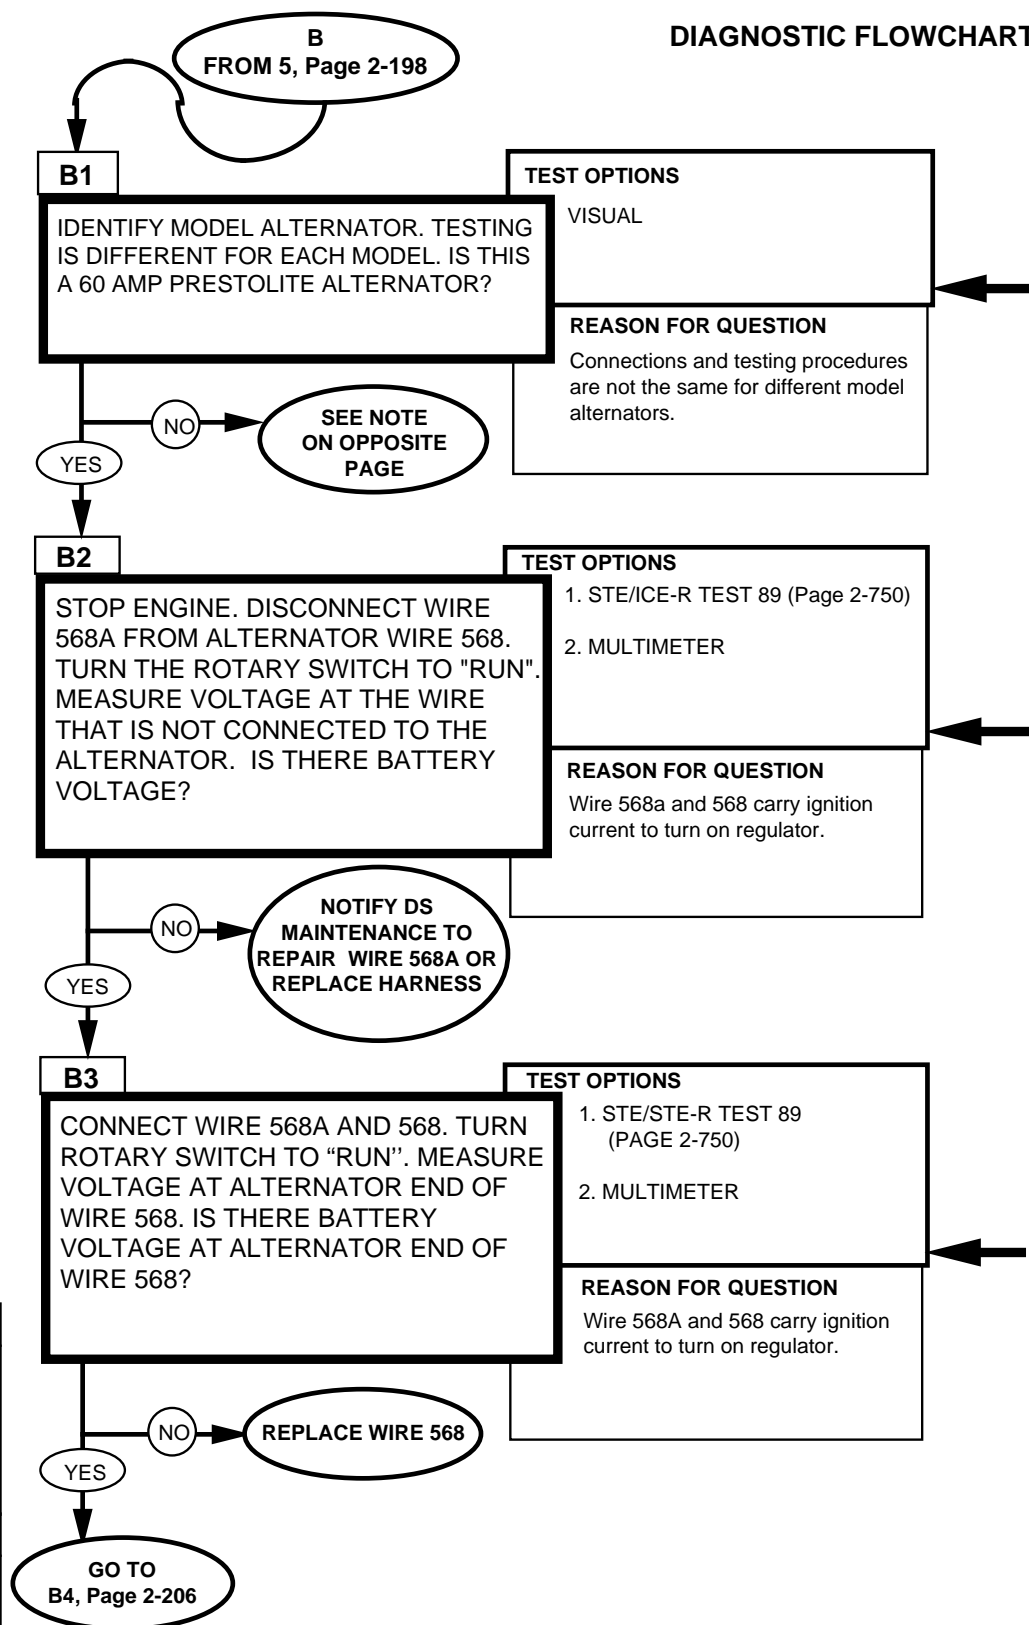 DIAGNOSTIC FLOWCHART
B
FROM 5, Page 2-198
B1
IDENTIFY MODEL ALTERNATOR. TESTING
IS DIFFERENT FOR EACH MODEL. IS THIS
A 60 AMP PRESTOLITE ALTERNATOR?
TEST OPTIONS
VISUAL
REASON FOR QUESTION
Connections and testing procedures
are not the same for different model
alternators.
NO
SEE NOTE
ON OPPOSITE
PAGE
YES
B2
STOP ENGINE. DISCONNECT WIRE
568A FROM ALTERNATOR WIRE 568.
TURN THE ROTARY SWITCH TO "RUN".
MEASURE VOLTAGE AT THE WIRE
THAT IS NOT CONNECTED TO THE
ALTERNATOR. IS THERE BATTERY
VOLTAGE?
TEST OPTIONS
1. STE/ICE-R TEST 89 (Page 2-750)
2. MULTIMETER
REASON FOR QUESTION
Wire 568a and 568 carry ignition
current to turn on regulator.
NO
NOTIFY DS
MAINTENANCE TO
REPAIR WIRE 568A OR
REPLACE HARNESS
YES
B3
CONNECT WIRE 568A AND 568. TURN
ROTARY SWITCH TO “RUN’’. MEASURE
VOLTAGE AT ALTERNATOR END OF
WIRE 568. IS THERE BATTERY
VOLTAGE AT ALTERNATOR END OF
WIRE 568?
TEST OPTIONS
1. STE/STE-R TEST 89
(PAGE 2-750)
2. MULTIMETER
REASON FOR QUESTION
Wire 568A and 568 carry ignition
current to turn on regulator.
NO
REPLACE WIRE 568
YES
GO TO
B4, Page 2-206